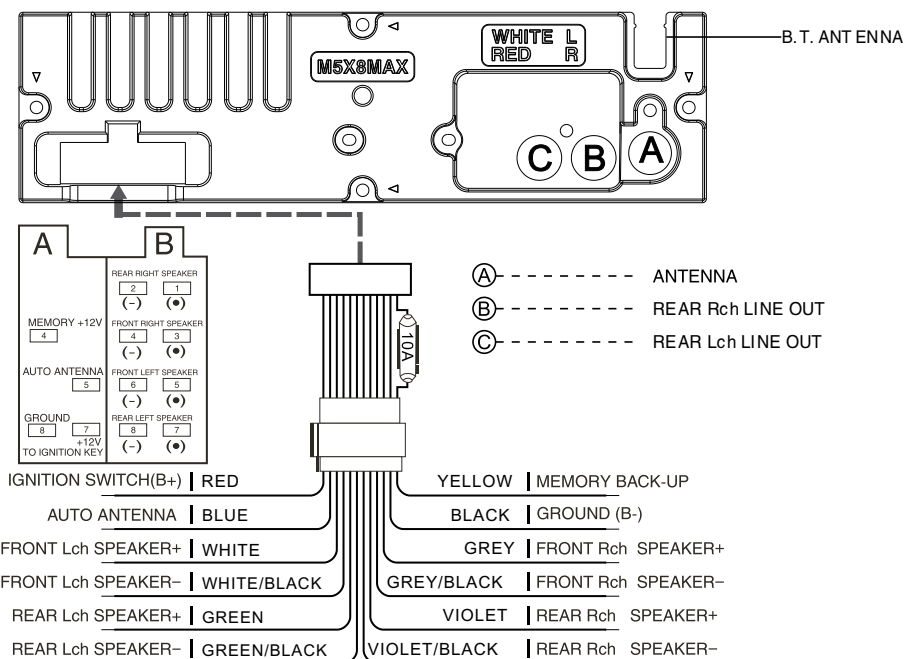 WHITE L
RED R
B.T. ANTENNA
M5X8MAX
C B A
A B
REAR RIGHT SPEAKER
2 1
(-) (●)
MEMORY +12V
4
FRONT RIGHT SPEAKER
4 3
(-) (●)
AUTO ANTENNA
5
FRONT LEFT SPEAKER
6 5
(-) (●)
GROUND
8 7
+12V
TO IGNITION KEY
REAR LEFT SPEAKER
8 7
(-) (●)
10A
A ANTENNA
B REAR Rch LINE OUT
C REAR Lch LINE OUT
IGNITION SWITCH(B+) RED
YELLOW MEMORY BACK-UP
AUTO ANTENNA BLUE
BLACK GROUND (B-)
FRONT Lch SPEAKER+ WHITE
GREY FRONT Rch SPEAKER+
FRONT Lch SPEAKER– WHITE/BLACK
GREY/BLACK FRONT Rch SPEAKER–
REAR Lch SPEAKER+ GREEN
VIOLET REAR Rch SPEAKER+
REAR Lch SPEAKER– GREEN/BLACK
VIOLET/BLACK REAR Rch SPEAKER–